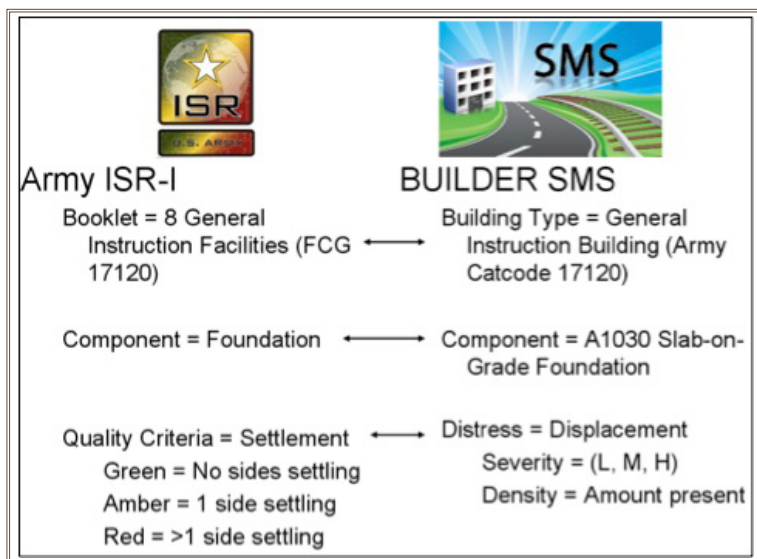 ISR
U.S. ARMY
SMS
Army ISR-I
BUILDER SMS
Booklet = 8 General
Instruction Facilities (FCG
17120)
Building Type = General
Instruction Building (Army
Catcode 17120)
Component = Foundation
Component = A1030 Slab-on-
Grade Foundation
Quality Criteria = Settlement
Green = No sides settling
Amber = 1 side settling
Red = >1 side settling
Distress = Displacement
Severity = (L, M, H)
Density = Amount present